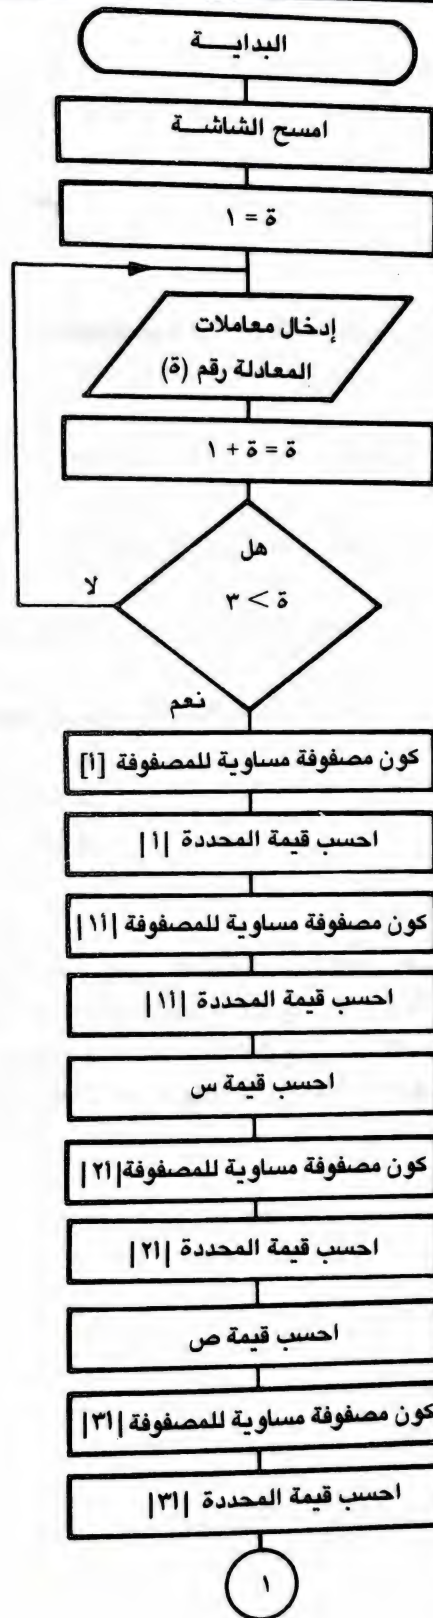 البدايـــة
امسح الشاشـــة
ة = ١
إدخال معاملات
المعادلة رقم (ة)
ة = ة + ١
هل
ة > ٣
لا
نعم
كون مصفوفة مساوية للمصفوفة [أ]
احسب قيمة المحددة |أ|
كون مصفوفة مساوية للمصفوفة |أ١|
احسب قيمة المحددة |أ١|
احسب قيمة س
كون مصفوفة مساوية للمصفوفة |أ٢|
احسب قيمة المحددة |أ٢|
احسب قيمة ص
كون مصفوفة مساوية للمصفوفة |أ٣|
احسب قيمة المحددة |أ٣|
١